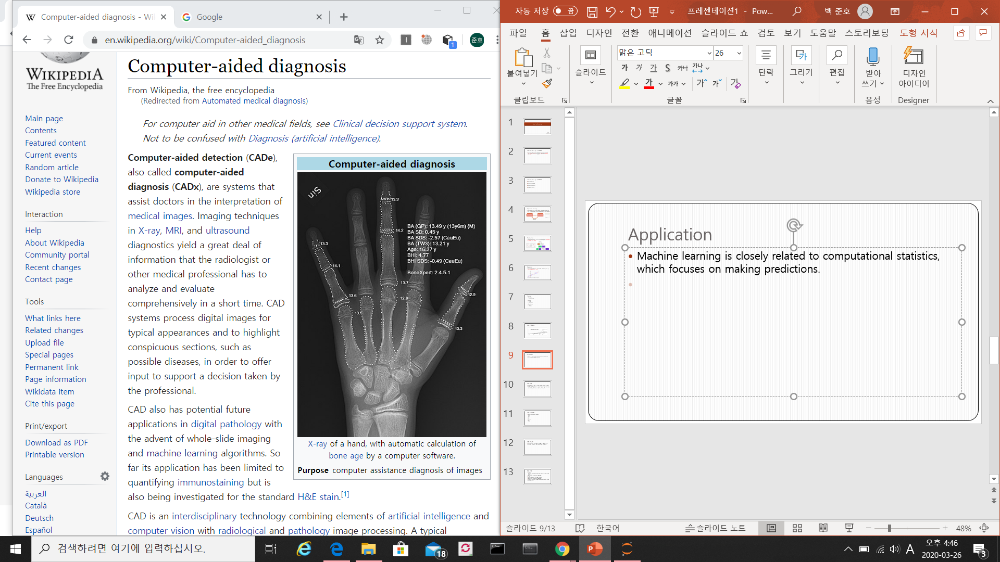 Computer-aided diagnosis - Wi
Google
en.wikipedia.org/wiki/Computer-aided_diagnosis
준호
1
WIKIPEDIA
The Free Encyclopedia
Main page
Contents
Featured content
Current events
Random article
Donate to Wikipedia
Wikipedia store
Interaction
Help
About Wikipedia
Community portal
Recent changes
Contact page
Tools
What links here
Related changes
Upload file
Special pages
Permanent link
Page information
Wikidata item
Cite this page
Print/export
Download as PDF
Printable version
Languages
العربية
Català
Deutsch
Español
Computer-aided diagnosis
From Wikipedia, the free encyclopedia
(Redirected from Automated medical diagnosis)
For computer aid in other medical fields, see Clinical decision support system.
Not to be confused with Diagnosis (artificial intelligence).
Computer-aided detection (CADe),
also called computer-aided
diagnosis (CADx), are systems that
assist doctors in the interpretation of
medical images. Imaging techniques
in X-ray, MRI, and ultrasound
diagnostics yield a great deal of
information that the radiologist or
other medical professional has to
analyze and evaluate
comprehensively in a short time. CAD
systems process digital images for
typical appearances and to highlight
conspicuous sections, such as
possible diseases, in order to offer
input to support a decision taken by
the professional.
CAD also has potential future
applications in digital pathology with
the advent of whole-slide imaging
and machine learning algorithms. So
far its application has been limited to
quantifying immunostaining but is
also being investigated for the standard H&E stain.[1]
CAD is an interdisciplinary technology combining elements of artificial intelligence and
computer vision with radiological and pathology image processing. A typical
Computer-aided diagnosis
sin
13.3
14.2
13.3
14.1
13.7
13.6
12.8
12.9
13.5
13.3
BA (GP): 13.49 y (13y6m) (M)
BA SD: 0.45 y
BA SDS: -2.57 (CauEu)
BA (TW3): 13.21 y
Age: 16.27 y
BHI: 4.77
BHI SDS: -0.49 (CauEu)
BoneXpert: 2.4.5.1
X-ray of a hand, with automatic calculation of
bone age by a computer software.
Purpose computer assistance diagnosis of images
자동 저장 끔
프레젠테이션1 - Pow...
백 준호
파일 홈 삽입 디자인 전환 애니메이션 슬라이드 쇼 검토 보기 도움말 스토리보딩 도형 서식
붙여넣기
클립보드
슬라이드
맑은 고딕 26
가 가 가 S 가나 가나
가 가가 가 가 가
글꼴
단락
그리기
편집
받아
쓰기
음성
디자인
아이디어
Designer
1
2
3
4
5
6
7
8
9
10
11
12
13
Application
• Machine learning is closely related to computational statistics,
which focuses on making predictions.
슬라이드 9/13 한국어 슬라이드 노트 48%
검색하려면 여기에 입력하십시오.
18
A
오후 4:46
2020-03-26
3